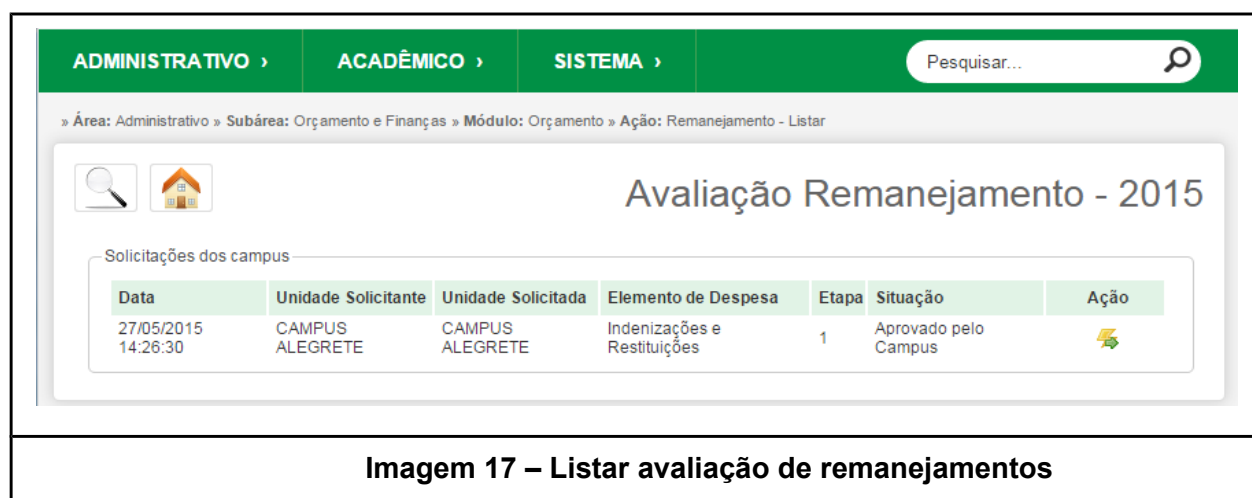 ADMINISTRATIVO › ACADÊMICO › SISTEMA › Pesquisar...
» Área: Administrativo » Subárea: Orçamento e Finanças » Módulo: Orçamento » Ação: Remanejamento - Listar
Avaliação Remanejamento - 2015
Solicitações dos campus
Data Unidade Solicitante Unidade Solicitada Elemento de Despesa Etapa Situação Ação
27/05/2015 CAMPUS CAMPUS Indenizações e 1 Aprovado pelo
14:26:30 ALEGRETE ALEGRETE Restituições Campus
Imagem 17 – Listar avaliação de remanejamentos